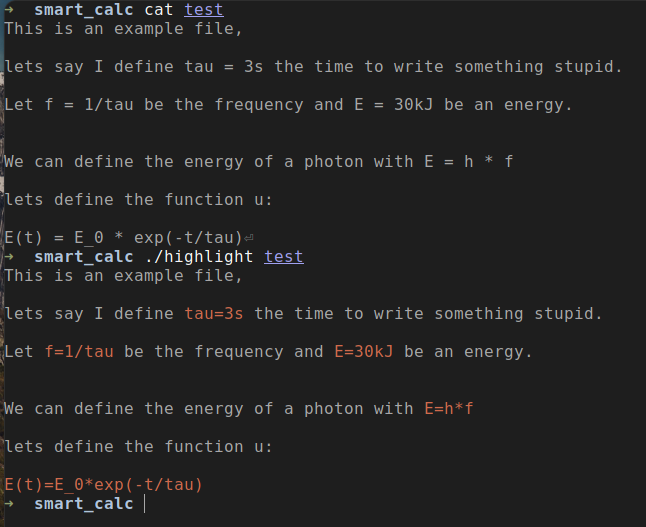 ➜ smart_calc cat test
This is an example file,
lets say I define tau = 3s the time to write something stupid.
Let f = 1/tau be the frequency and E = 30kJ be an energy.
We can define the energy of a photon with E = h * f
lets define the function u:
E(t) = E_0 * exp(-t/tau)⏎
➜ smart_calc ./highlight test
This is an example file,
lets say I define tau=3s the time to write something stupid.
Let f=1/tau be the frequency and E=30kJ be an energy.
We can define the energy of a photon with E=h*f
lets define the function u:
E(t)=E_0*exp(-t/tau)
➜ smart_calc